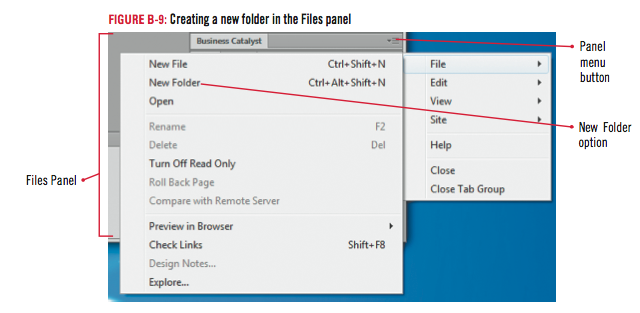 FIGURE B-9: Creating a new folder in the Files panel
Business Catalyst
Panel
menu
button
New File Ctrl+Shift+N
New Folder Ctrl+Alt+Shift+N
Open
Rename F2
Delete Del
Turn Off Read Only
Roll Back Page
Compare with Remote Server
Preview in Browser
Check Links Shift+F8
Design Notes...
Explore...
File
Edit
View
Site
Help
Close
Close Tab Group
New Folder
option
Files Panel